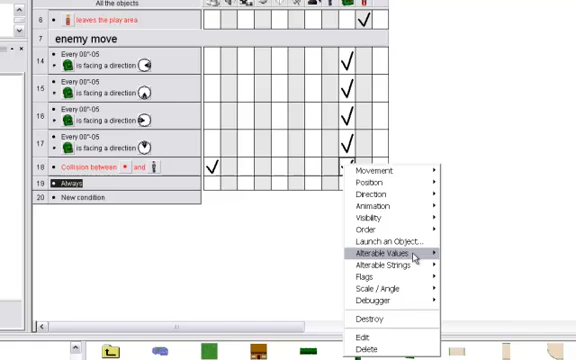 All the objects
6 • leaves the play area
7 enemy move
14 • Every 00"-05
• is facing a direction
15 • Every 00"-05
• is facing a direction
16 • Every 00"-05
• is facing a direction
17 • Every 00"-05
• is facing a direction
18 • Collision between and
19 • Always
20 • New condition
Movement
Position
Direction
Animation
Visibility
Order
Launch an Object...
Alterable Values
Alterable Strings
Flags
Scale / Angle
Debugger
Destroy
Edit
Delete